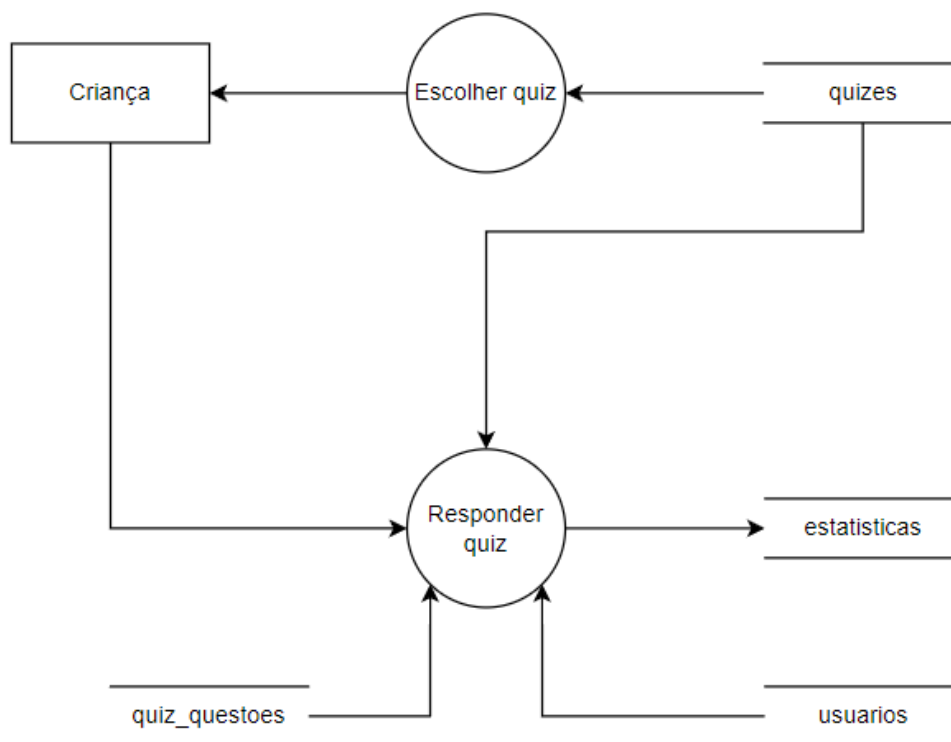 Criança
Escolher quiz
quizes
Responder
quiz
estatisticas
quiz_questoes
usuarios